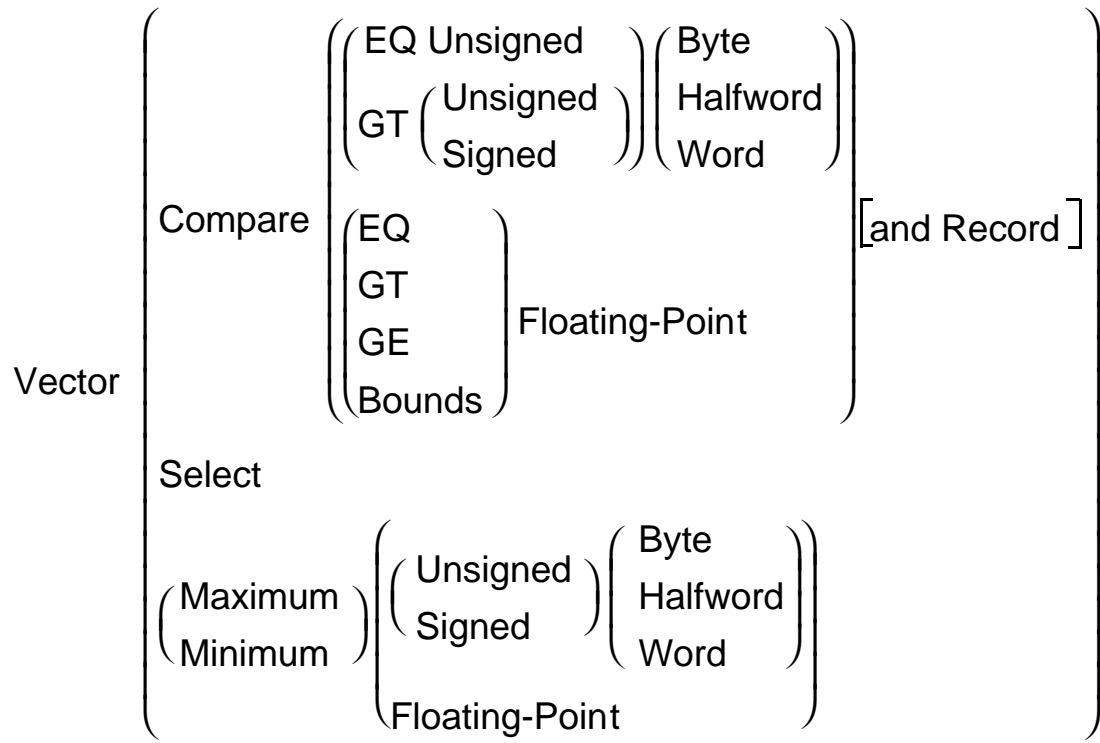 EQ Unsigned Byte
Unsigned Halfword
GT
Signed Word
Compare EQ [and Record]
GT
Floating-Point
GE
Vector
Bounds
Select
Byte
Unsigned
Maximum Halfword
Signed
Minimum Word
Floating-Point